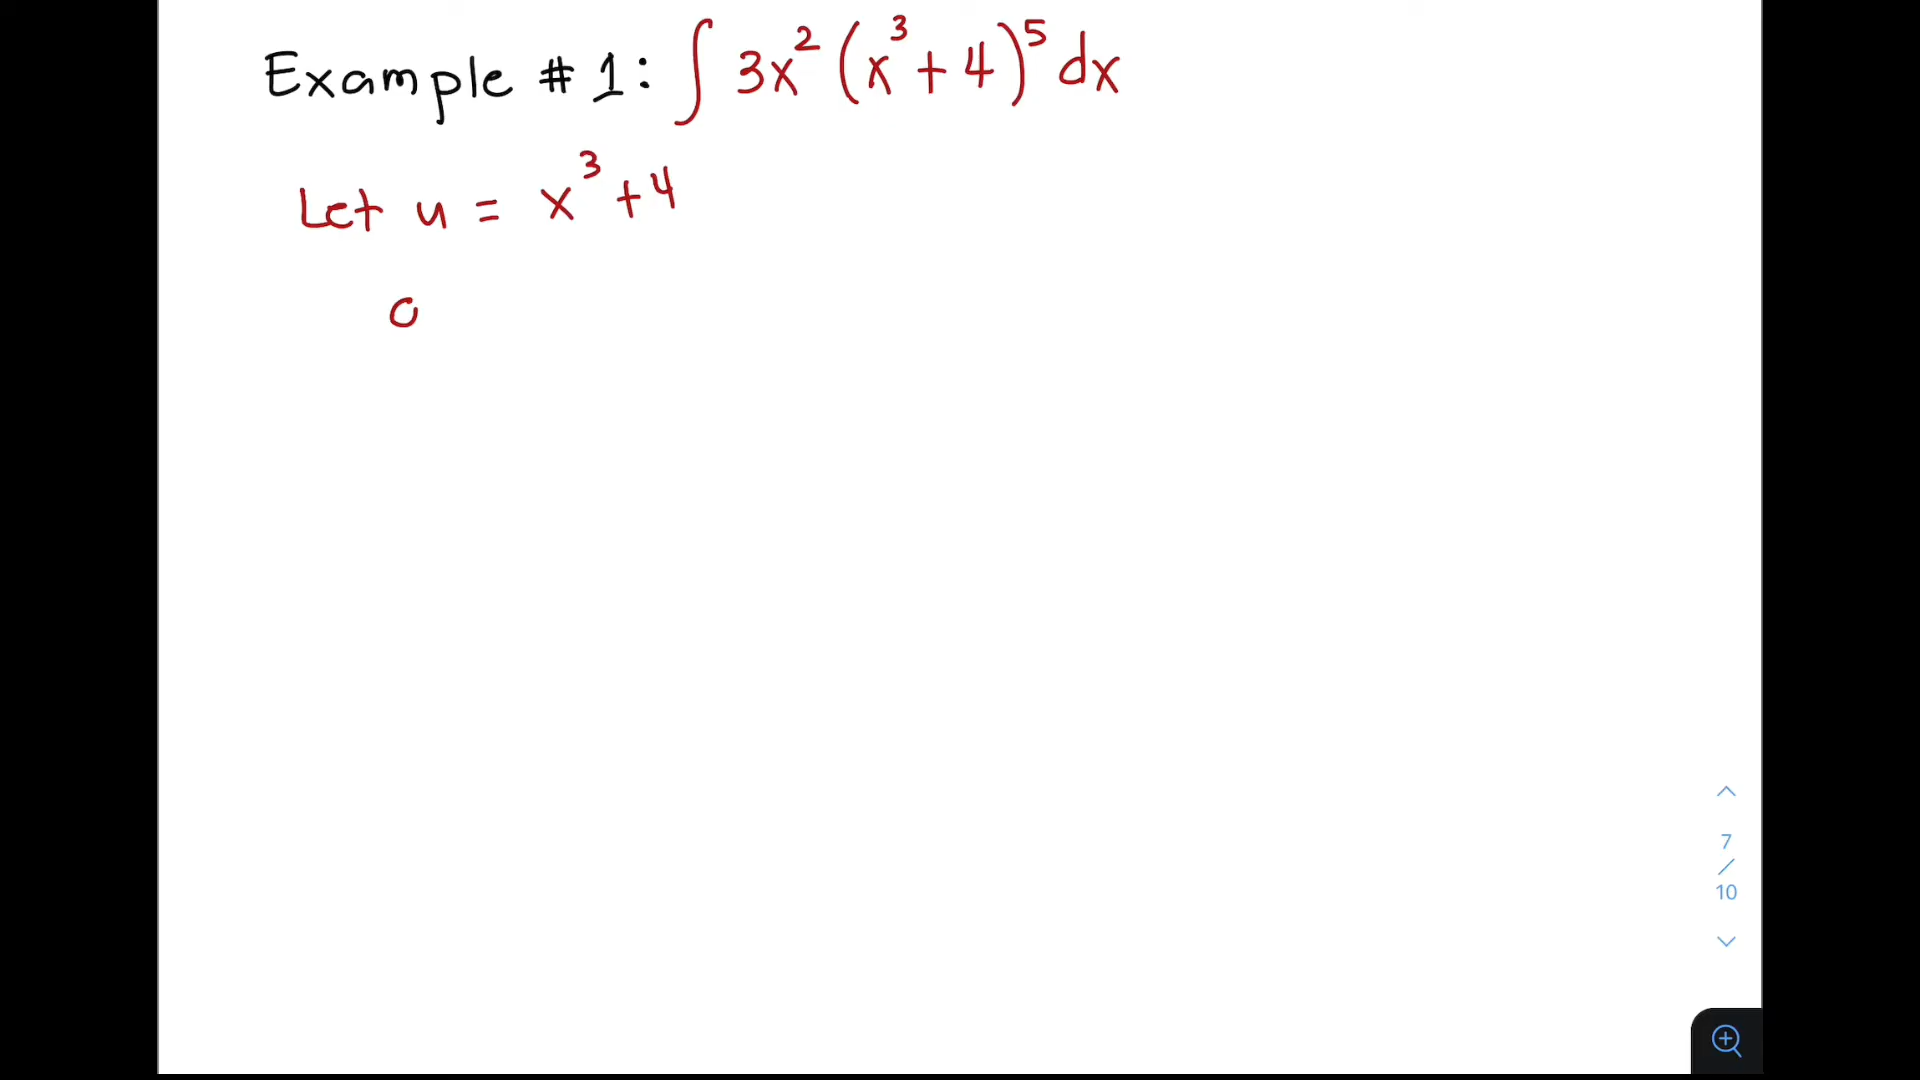 Example #1: ∫ 3x² (x³ + 4)⁵ dx
Let u = x³ + 4
7
/
10